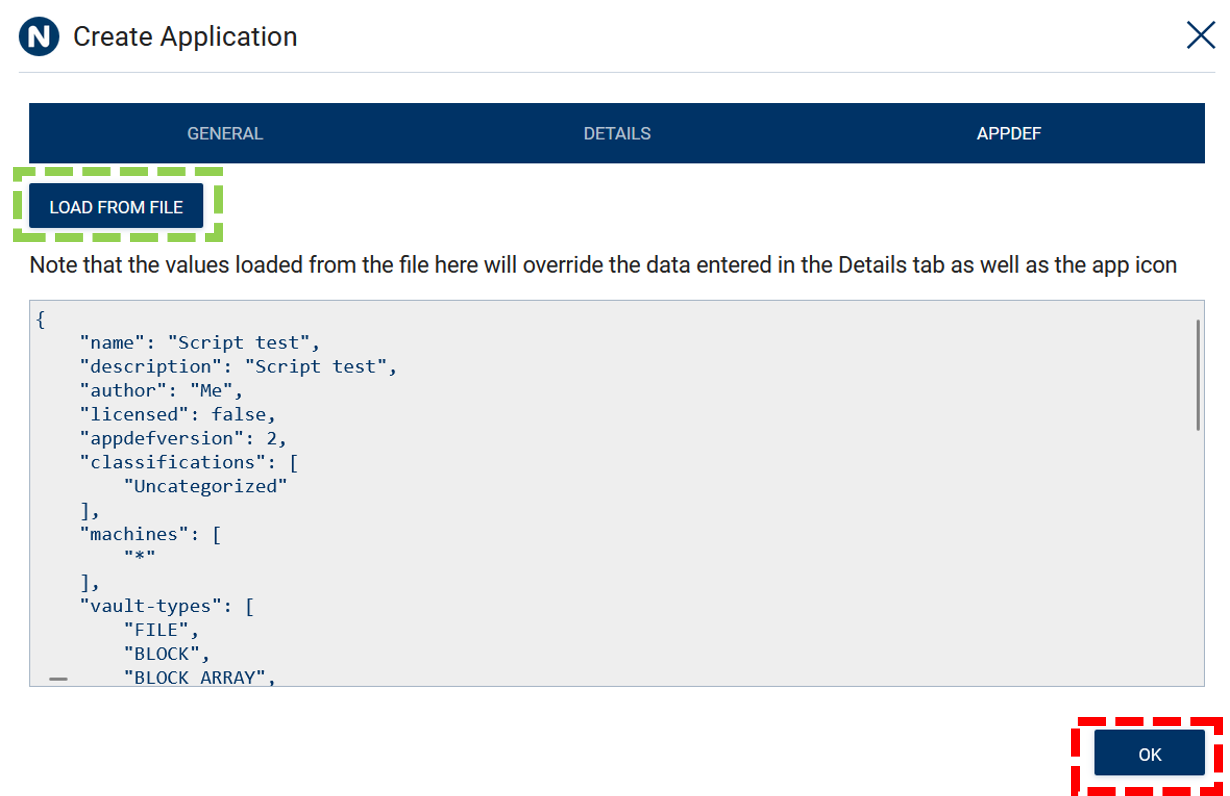 N Create Application
GENERAL DETAILS APPDEF
LOAD FROM FILE
Note that the values loaded from the file here will override the data entered in the Details tab as well as the app icon
{
    "name": "Script test",
    "description": "Script test",
    "author": "Me",
    "licensed": false,
    "appdefversion": 2,
    "classifications": [
        "Uncategorized"
    ],
    "machines": [
        "*"
    ],
    "vault-types": [
        "FILE",
        "BLOCK",
        "BLOCK ARRAY",
OK